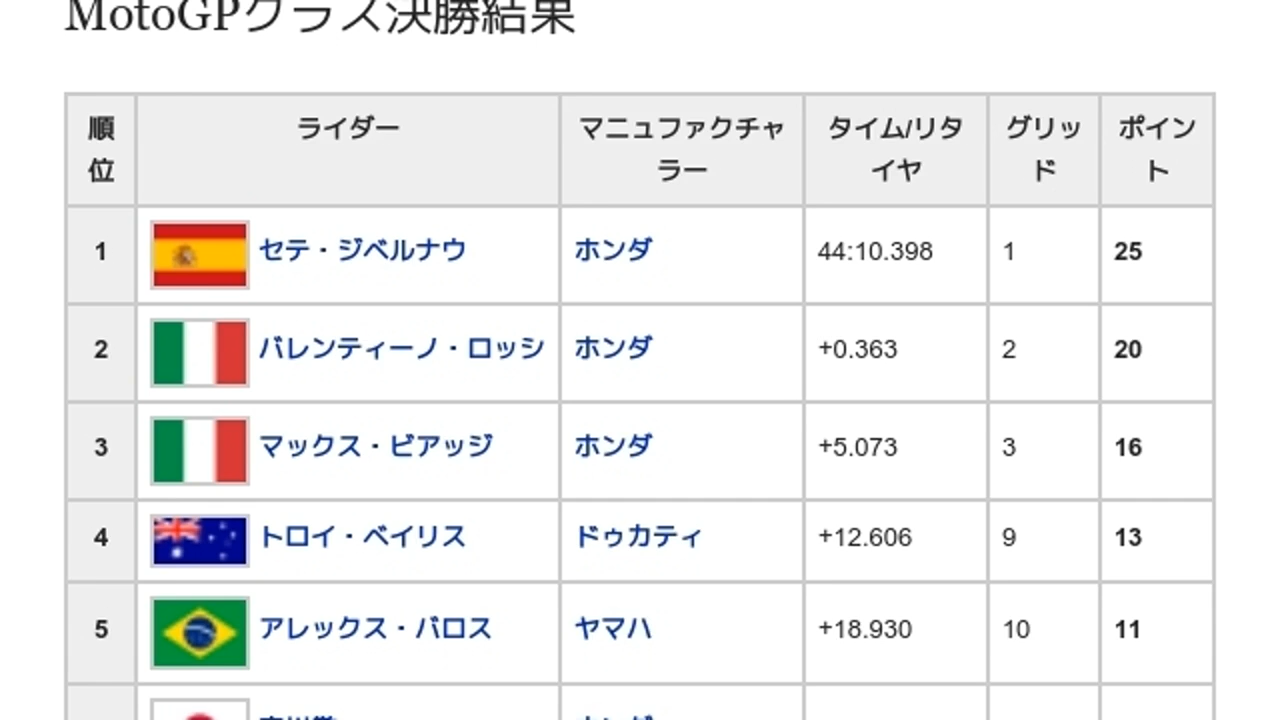 MotoGPクラス決勝結果
順位 ライダー マニュファクチャラー タイム/リタイヤ グリッド ポイント
1 セテ・ジベルナウ ホンダ 44:10.398 1 25
2 バレンティーノ・ロッシ ホンダ +0.363 2 20
3 マックス・ビアッジ ホンダ +5.073 3 16
4 トロイ・ベイリス ドゥカティ +12.606 9 13
5 アレックス・バロス ヤマハ +18.930 10 11